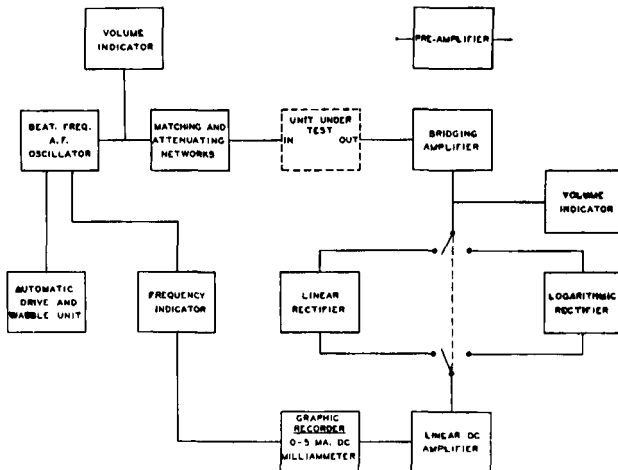 VOLUME
INDICATOR
PRE-AMPLIFIER
BEAT. FREQ.
A.F.
OSCILLATOR
MATCHING AND
ATTENUATING
NETWORKS
UNIT UNDER
TEST
IN OUT
BRIDGING
AMPLIFIER
VOLUME
INDICATOR
AUTOMATIC
DRIVE AND
WABBLE UNIT
FREQUENCY
INDICATOR
LINEAR
RECTIFIER
LOGARITHMIC
RECTIFIER
GRAPHIC
RECORDER
0-5 MA. DC
MILLIAMMETER
LINEAR DC
AMPLIFIER